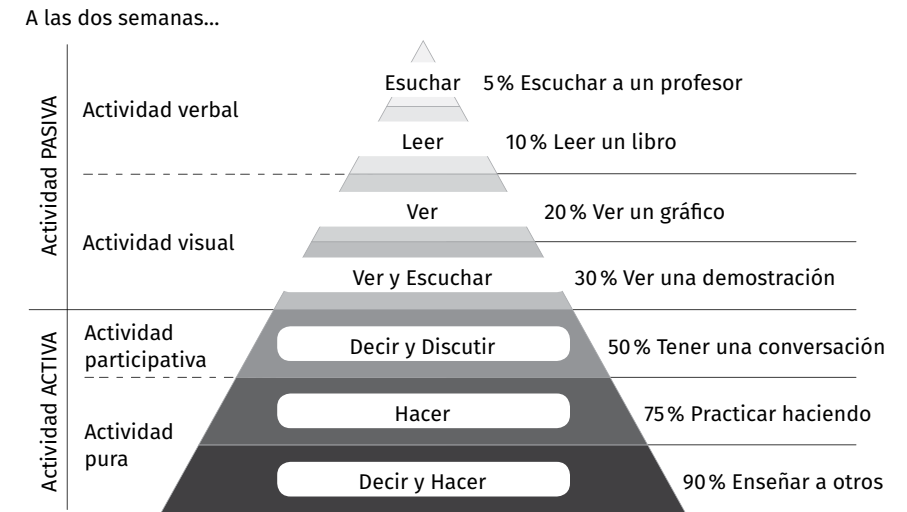 A las dos semanas...
Actividad PASIVA
Actividad verbal
Esuchar
5% Escuchar a un profesor
Leer
10% Leer un libro
Actividad visual
Ver
20% Ver un gráfico
Ver y Escuchar
30% Ver una demostración
Actividad ACTIVA
Actividad
participativa
Decir y Discutir
50% Tener una conversación
Actividad
pura
Hacer
75% Practicar haciendo
Decir y Hacer
90% Enseñar a otros